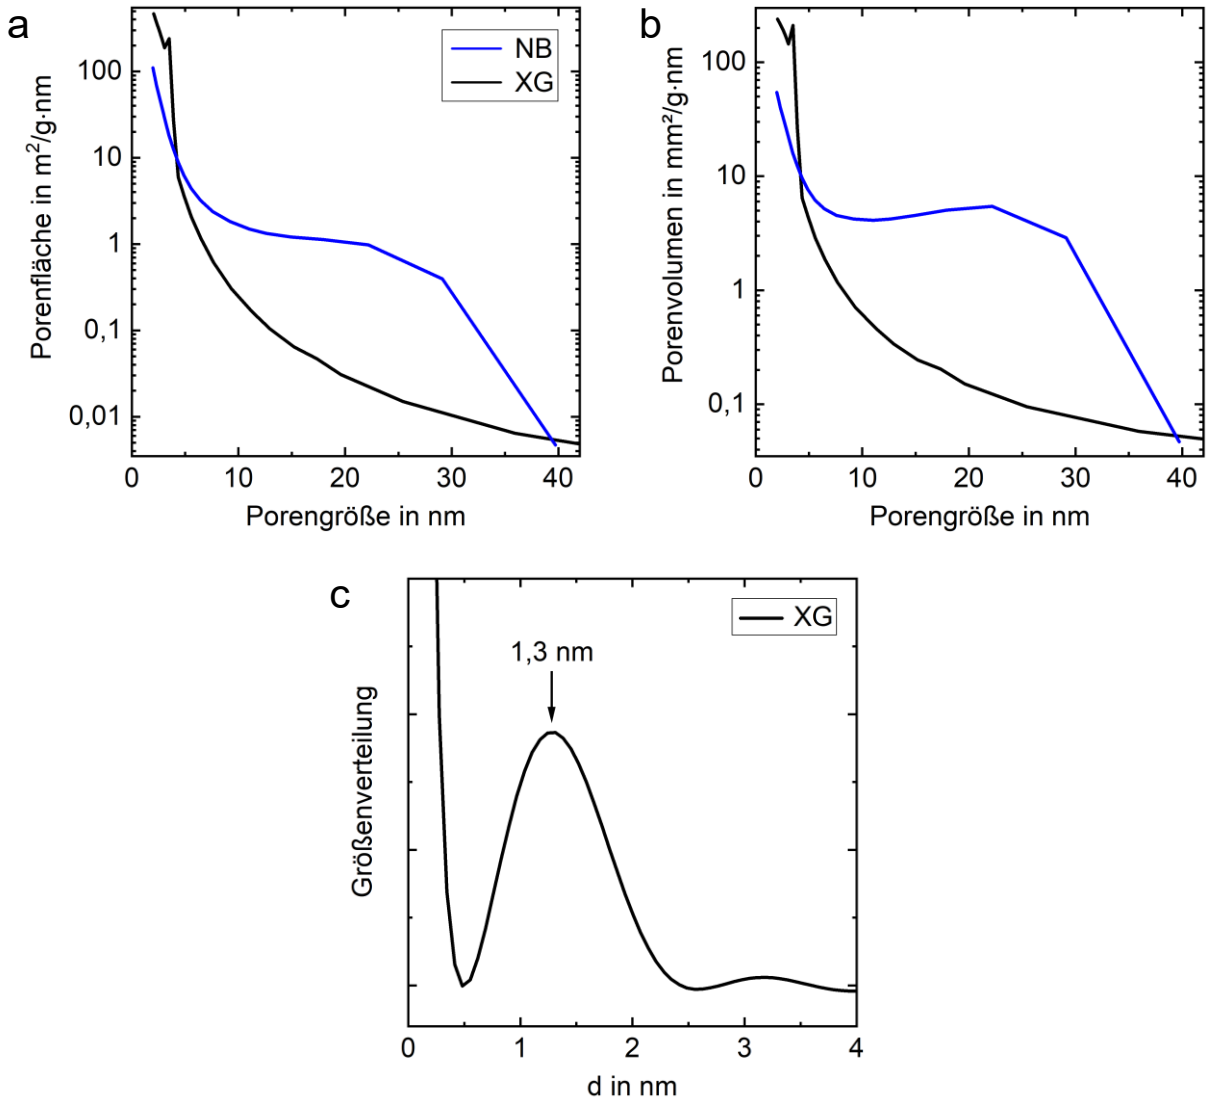 a
Porenfläche in m²/g·nm
100
10
1
0,1
0,01
NB
XG
0 10 20 30 40
Porengröße in nm
b
Porenvolumen in mm²/g·nm
100
10
1
0,1
0 10 20 30 40
Porengröße in nm
c
Größenverteilung
XG
1,3 nm
0 1 2 3 4
d in nm